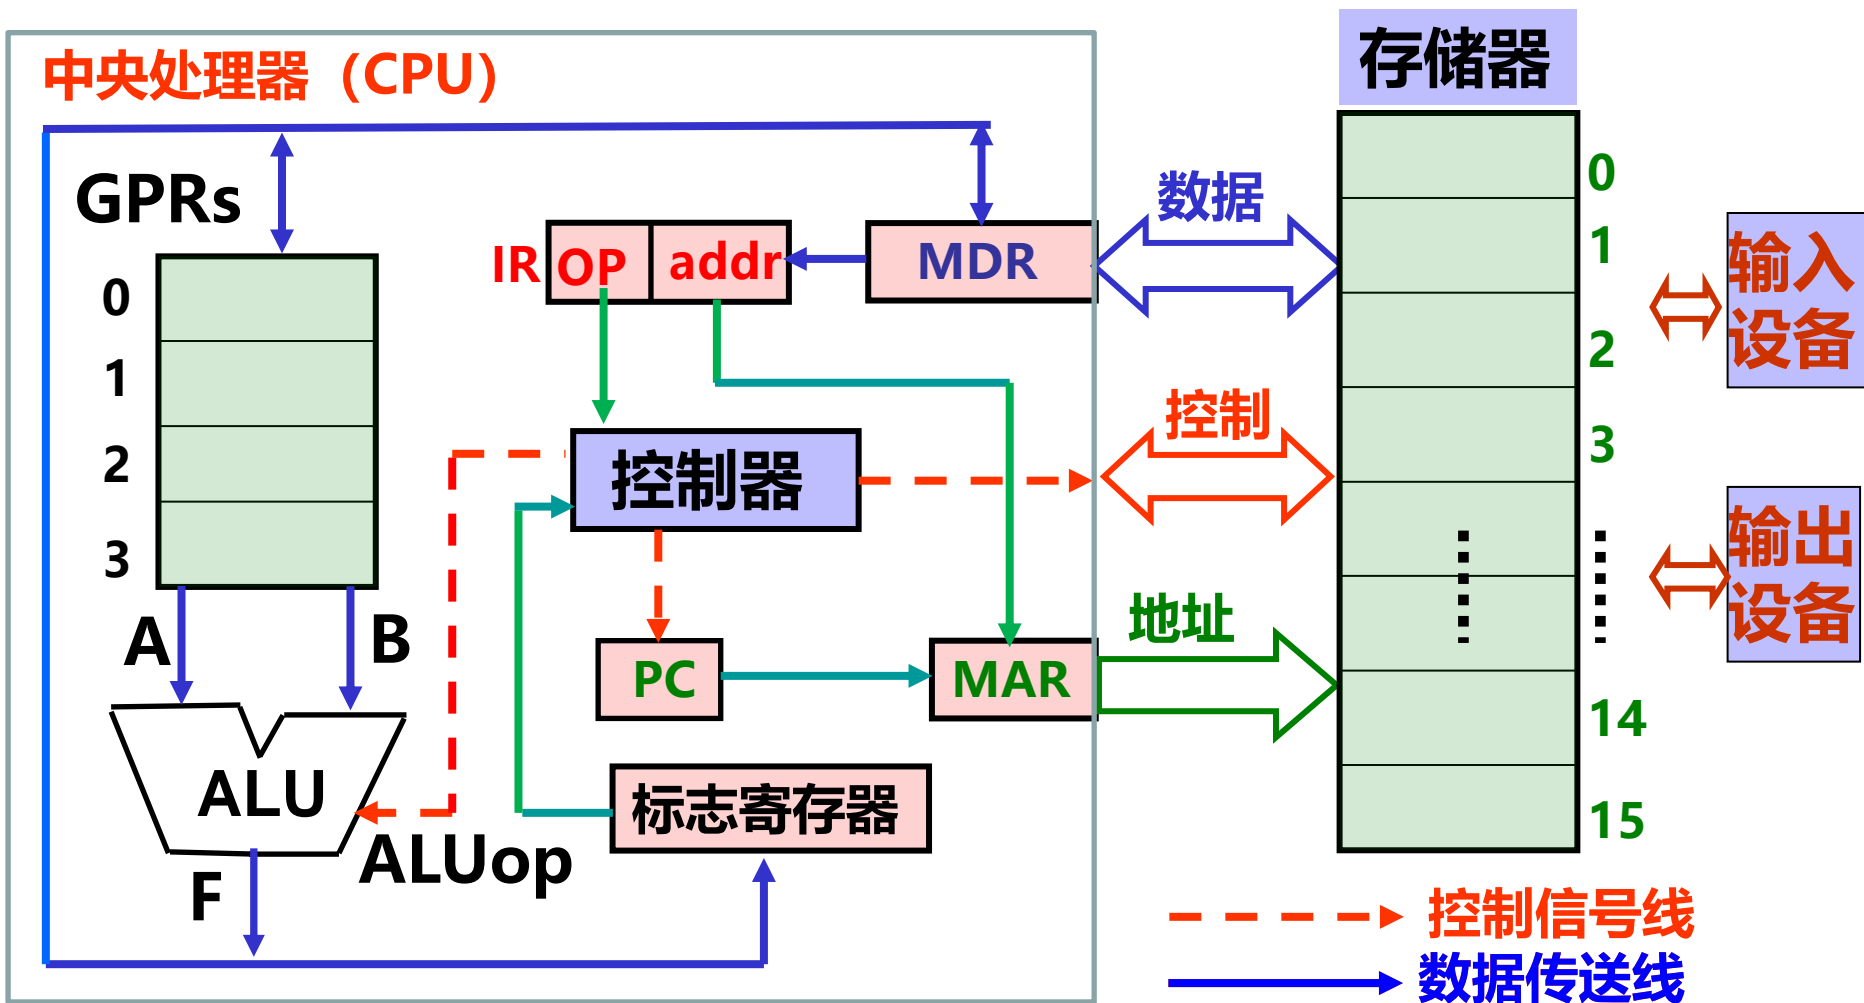 中央处理器（CPU）
存储器
GPRs
0
1
2
3
IR
OP
addr
MDR
数据
控制
地址
控制器
PC
MAR
标志寄存器
A
B
ALU
ALUop
F
0
1
2
3
14
15
输入
设备
输出
设备
控制信号线
数据传送线